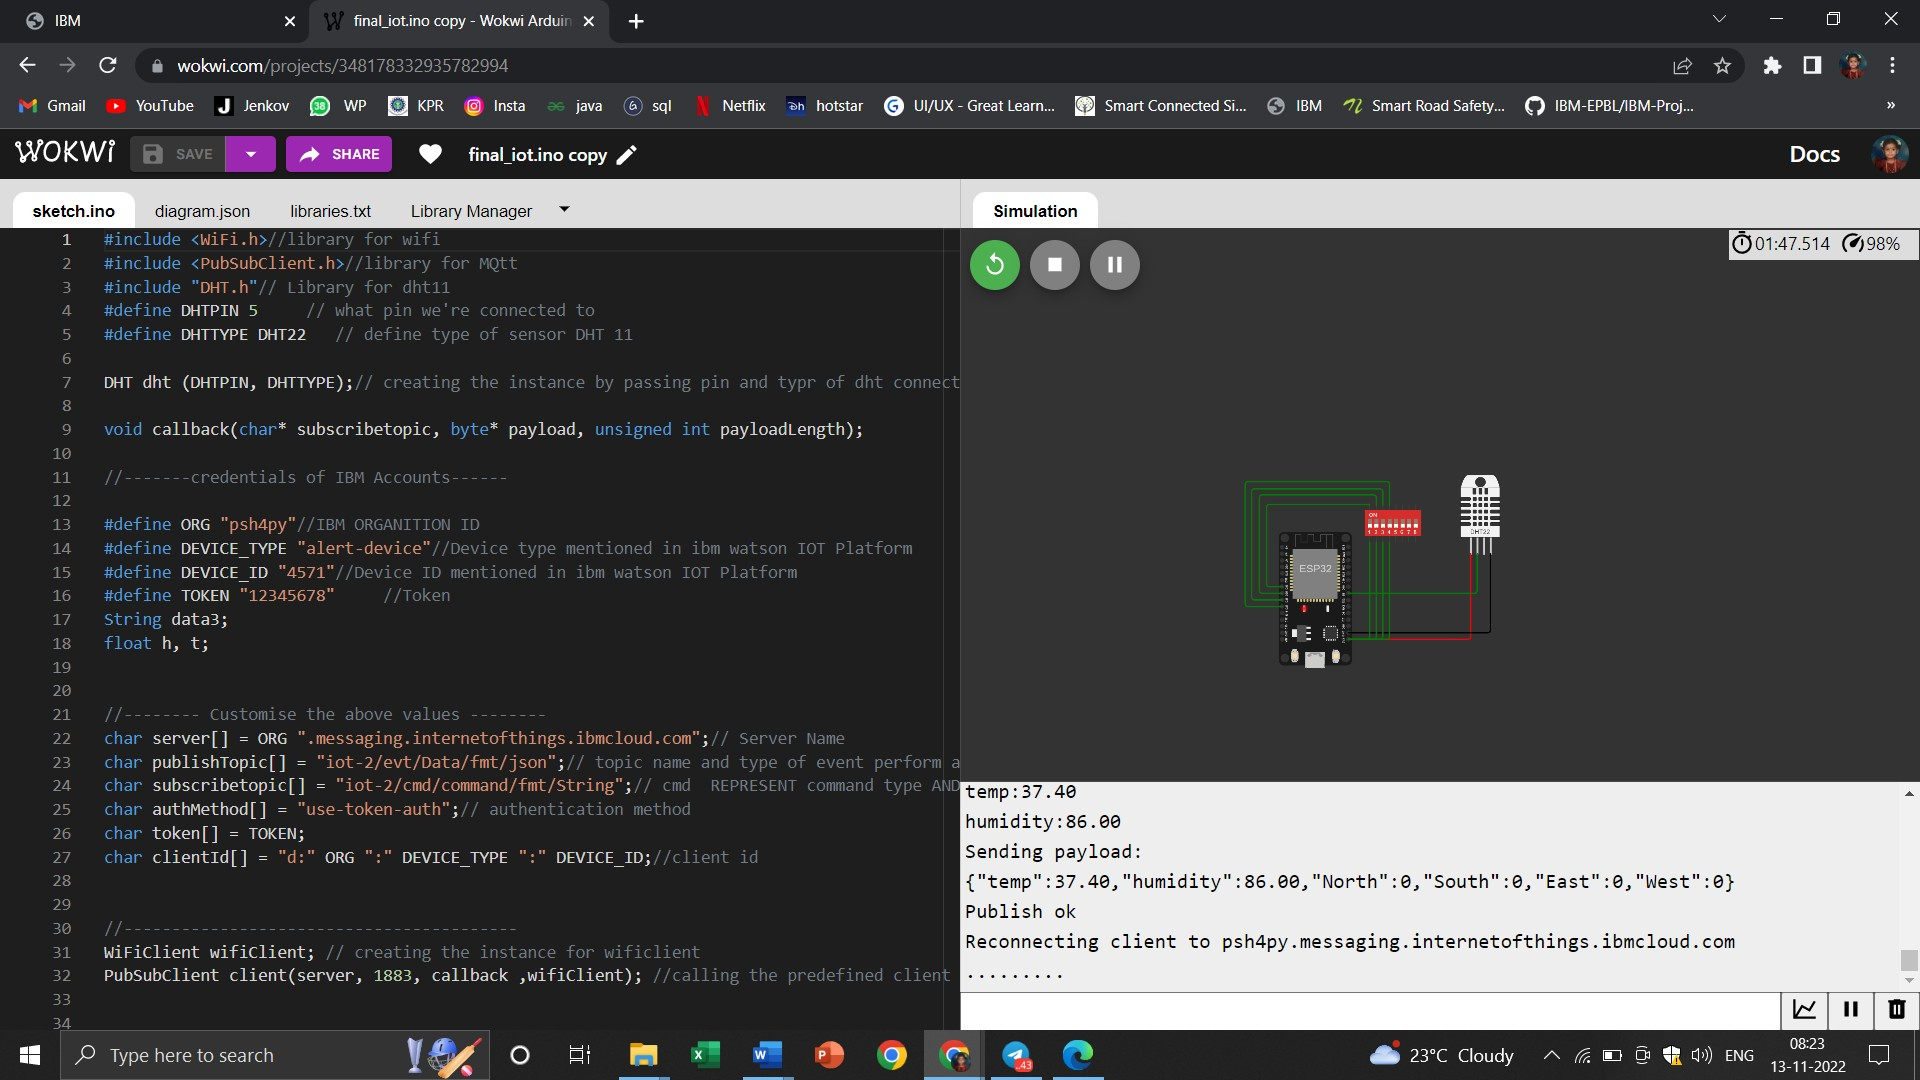 IBM
final_iot.ino copy - Wokwi Arduin
wokwi.com/projects/348178332935782994
Gmail
YouTube
Jenkov
WP
KPR
Insta
java
sql
Netflix
hotstar
UI/UX - Great Learn...
Smart Connected Si...
IBM
Smart Road Safety...
IBM-EPBL/IBM-Proj...
»
WOKWI
SAVE
SHARE
final_iot.ino copy
Docs
sketch.ino
diagram.json
libraries.txt
Library Manager
Simulation
1 #include <WiFi.h>//library for wifi
2 #include <PubSubClient.h>//library for MQtt
3 #include "DHT.h"// Library for dht11
4 #define DHTPIN 5     // what pin we're connected to
5 #define DHTTYPE DHT22   // define type of sensor DHT 11
6
7 DHT dht (DHTPIN, DHTTYPE);// creating the instance by passing pin and typr of dht connect
8
9 void callback(char* subscribetopic, byte* payload, unsigned int payloadLength);
10
11 //-------credentials of IBM Accounts------
12
13 #define ORG "psh4py"//IBM ORGANITION ID
14 #define DEVICE_TYPE "alert-device"//Device type mentioned in ibm watson IOT Platform
15 #define DEVICE_ID "4571"//Device ID mentioned in ibm watson IOT Platform
16 #define TOKEN "12345678"     //Token
17 String data3;
18 float h, t;
19
20
21 //-------- Customise the above values --------
22 char server[] = ORG ".messaging.internetofthings.ibmcloud.com";// Server Name
23 char publishTopic[] = "iot-2/evt/Data/fmt/json";// topic name and type of event perform a
24 char subscribetopic[] = "iot-2/cmd/command/fmt/String";// cmd  REPRESENT command type AND
25 char authMethod[] = "use-token-auth";// authentication method
26 char token[] = TOKEN;
27 char clientId[] = "d:" ORG ":" DEVICE_TYPE ":" DEVICE_ID;//client id
28
29
30 //-----------------------------------------
31 WiFiClient wifiClient; // creating the instance for wificlient
32 PubSubClient client(server, 1883, callback ,wifiClient); //calling the predefined client
33
34
01:47.514
98%
ON
1 2 3 4 5 6 7 8
DHT22
ESP32
temp:37.40
humidity:86.00
Sending payload:
{"temp":37.40,"humidity":86.00,"North":0,"South":0,"East":0,"West":0}
Publish ok
Reconnecting client to psh4py.messaging.internetofthings.ibmcloud.com
.........
Type here to search
43
23°C Cloudy
ENG
08:23
13-11-2022